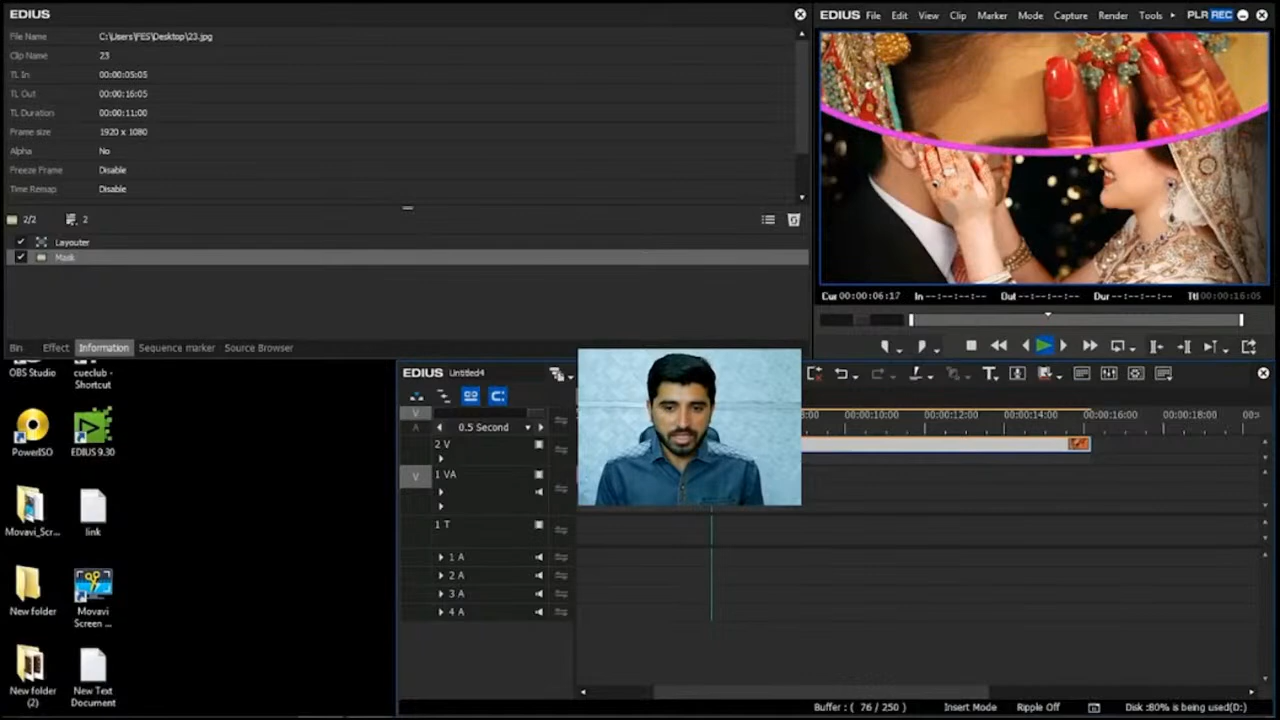 EDIUS
File Name C:\Users\FES\Desktop\23.jpg
Clip Name 23
TL In 00:00:05:05
TL Out 00:00:16:05
TL Duration 00:00:11:00
Frame size 1920 x 1080
Alpha No
Freeze Frame Disable
Time Remap Disable
2/2 2
Layouter
Mask
Bin Effect Information Sequence marker Source Browser
EDIUS File Edit View Clip Marker Mode Capture Render Tools PLR REC
Cur 00:00:06:17 In --:--:--:-- Out --:--:--:-- Dur --:--:--:-- Ttl 00:00:16:05
OBS Studio
cueclub - Shortcut
PowerISO
EDIUS 9.30
Movavi_Scr...
link
New folder
Movavi Screen ...
New folder (2)
New Text Document
EDIUS Untitled4
00:00:10:00 00:00:12:00 00:00:14:00 00:00:16:00 00:00:18:00
V
A
0.5 Second
2 V
V
1 VA
1 T
1 A
2 A
3 A
4 A
Buffer : ( 76 / 250 ) Insert Mode Ripple Off Disk :80% is being used(D:)